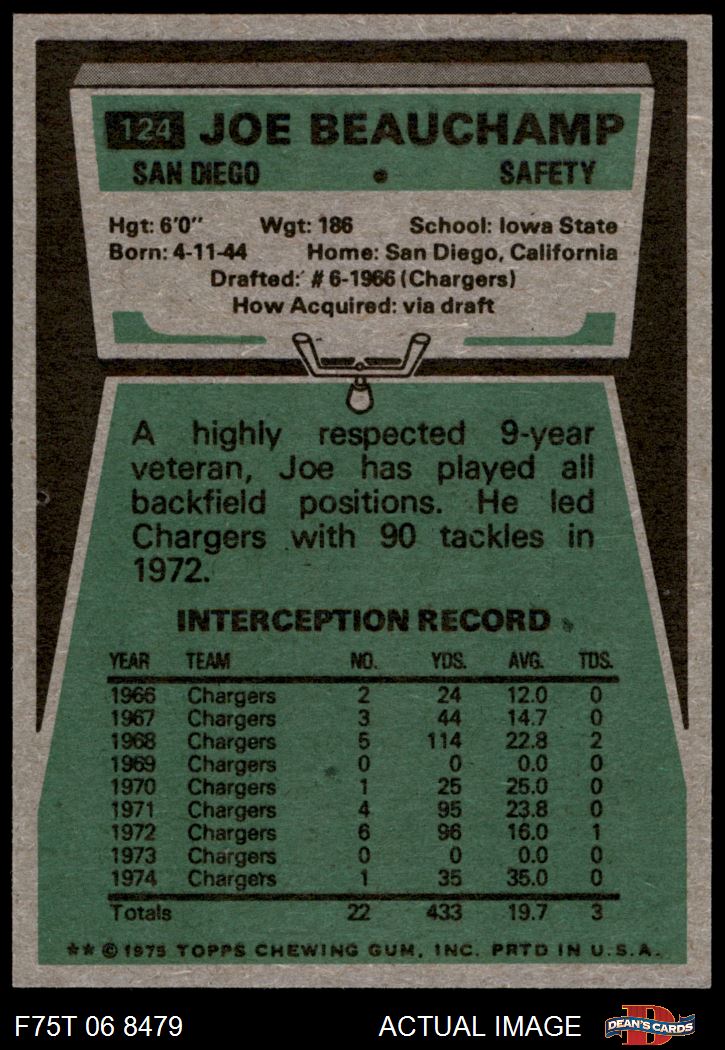 124 JOE BEAUCHAMP
SAN DIEGO • SAFETY
Hgt: 6'0" Wgt: 186 School: Iowa State
Born: 4-11-44 Home: San Diego, California
Drafted: # 6-1966 (Chargers)
How Acquired: via draft
A highly respected 9-year
veteran, Joe has played all
backfield positions. He led
Chargers with 90 tackles in
1972.
INTERCEPTION RECORD
YEAR TEAM NO. YDS. AVG. TDS.
1966 Chargers 2 24 12.0 0
1967 Chargers 3 44 14.7 0
1968 Chargers 5 114 22.8 2
1969 Chargers 0 0 0.0 0
1970 Chargers 1 25 25.0 0
1971 Chargers 4 95 23.8 0
1972 Chargers 6 96 16.0 1
1973 Chargers 0 0 0.0 0
1974 Chargers 1 35 35.0 0
Totals 22 433 19.7 3
** © 1975 TOPPS CHEWING GUM, INC. PRTD IN U.S.A.
F75T 06 8479 ACTUAL IMAGE DEAN'S CARDS